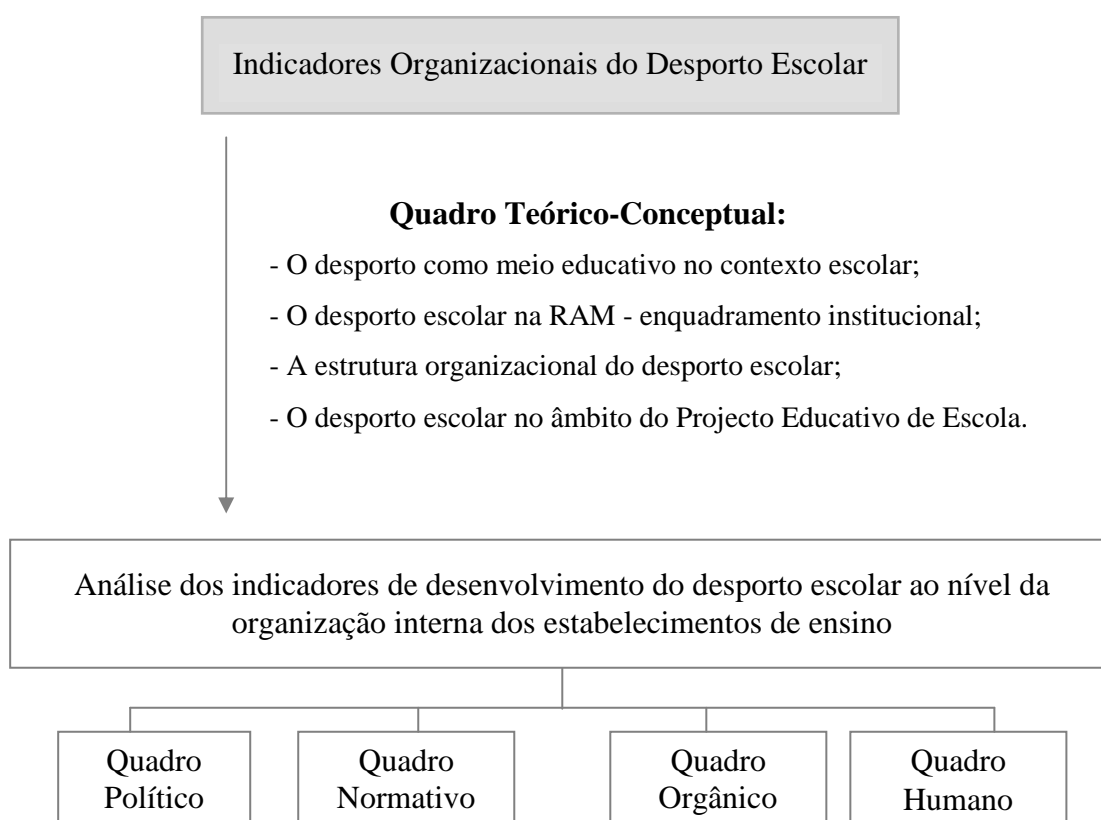 Indicadores Organizacionais do Desporto Escolar
Quadro Teórico-Conceptual:
- O desporto como meio educativo no contexto escolar;
- O desporto escolar na RAM - enquadramento institucional;
- A estrutura organizacional do desporto escolar;
- O desporto escolar no âmbito do Projecto Educativo de Escola.
Análise dos indicadores de desenvolvimento do desporto escolar ao nível da
organização interna dos estabelecimentos de ensino
Quadro
Político
Quadro
Normativo
Quadro
Orgânico
Quadro
Humano